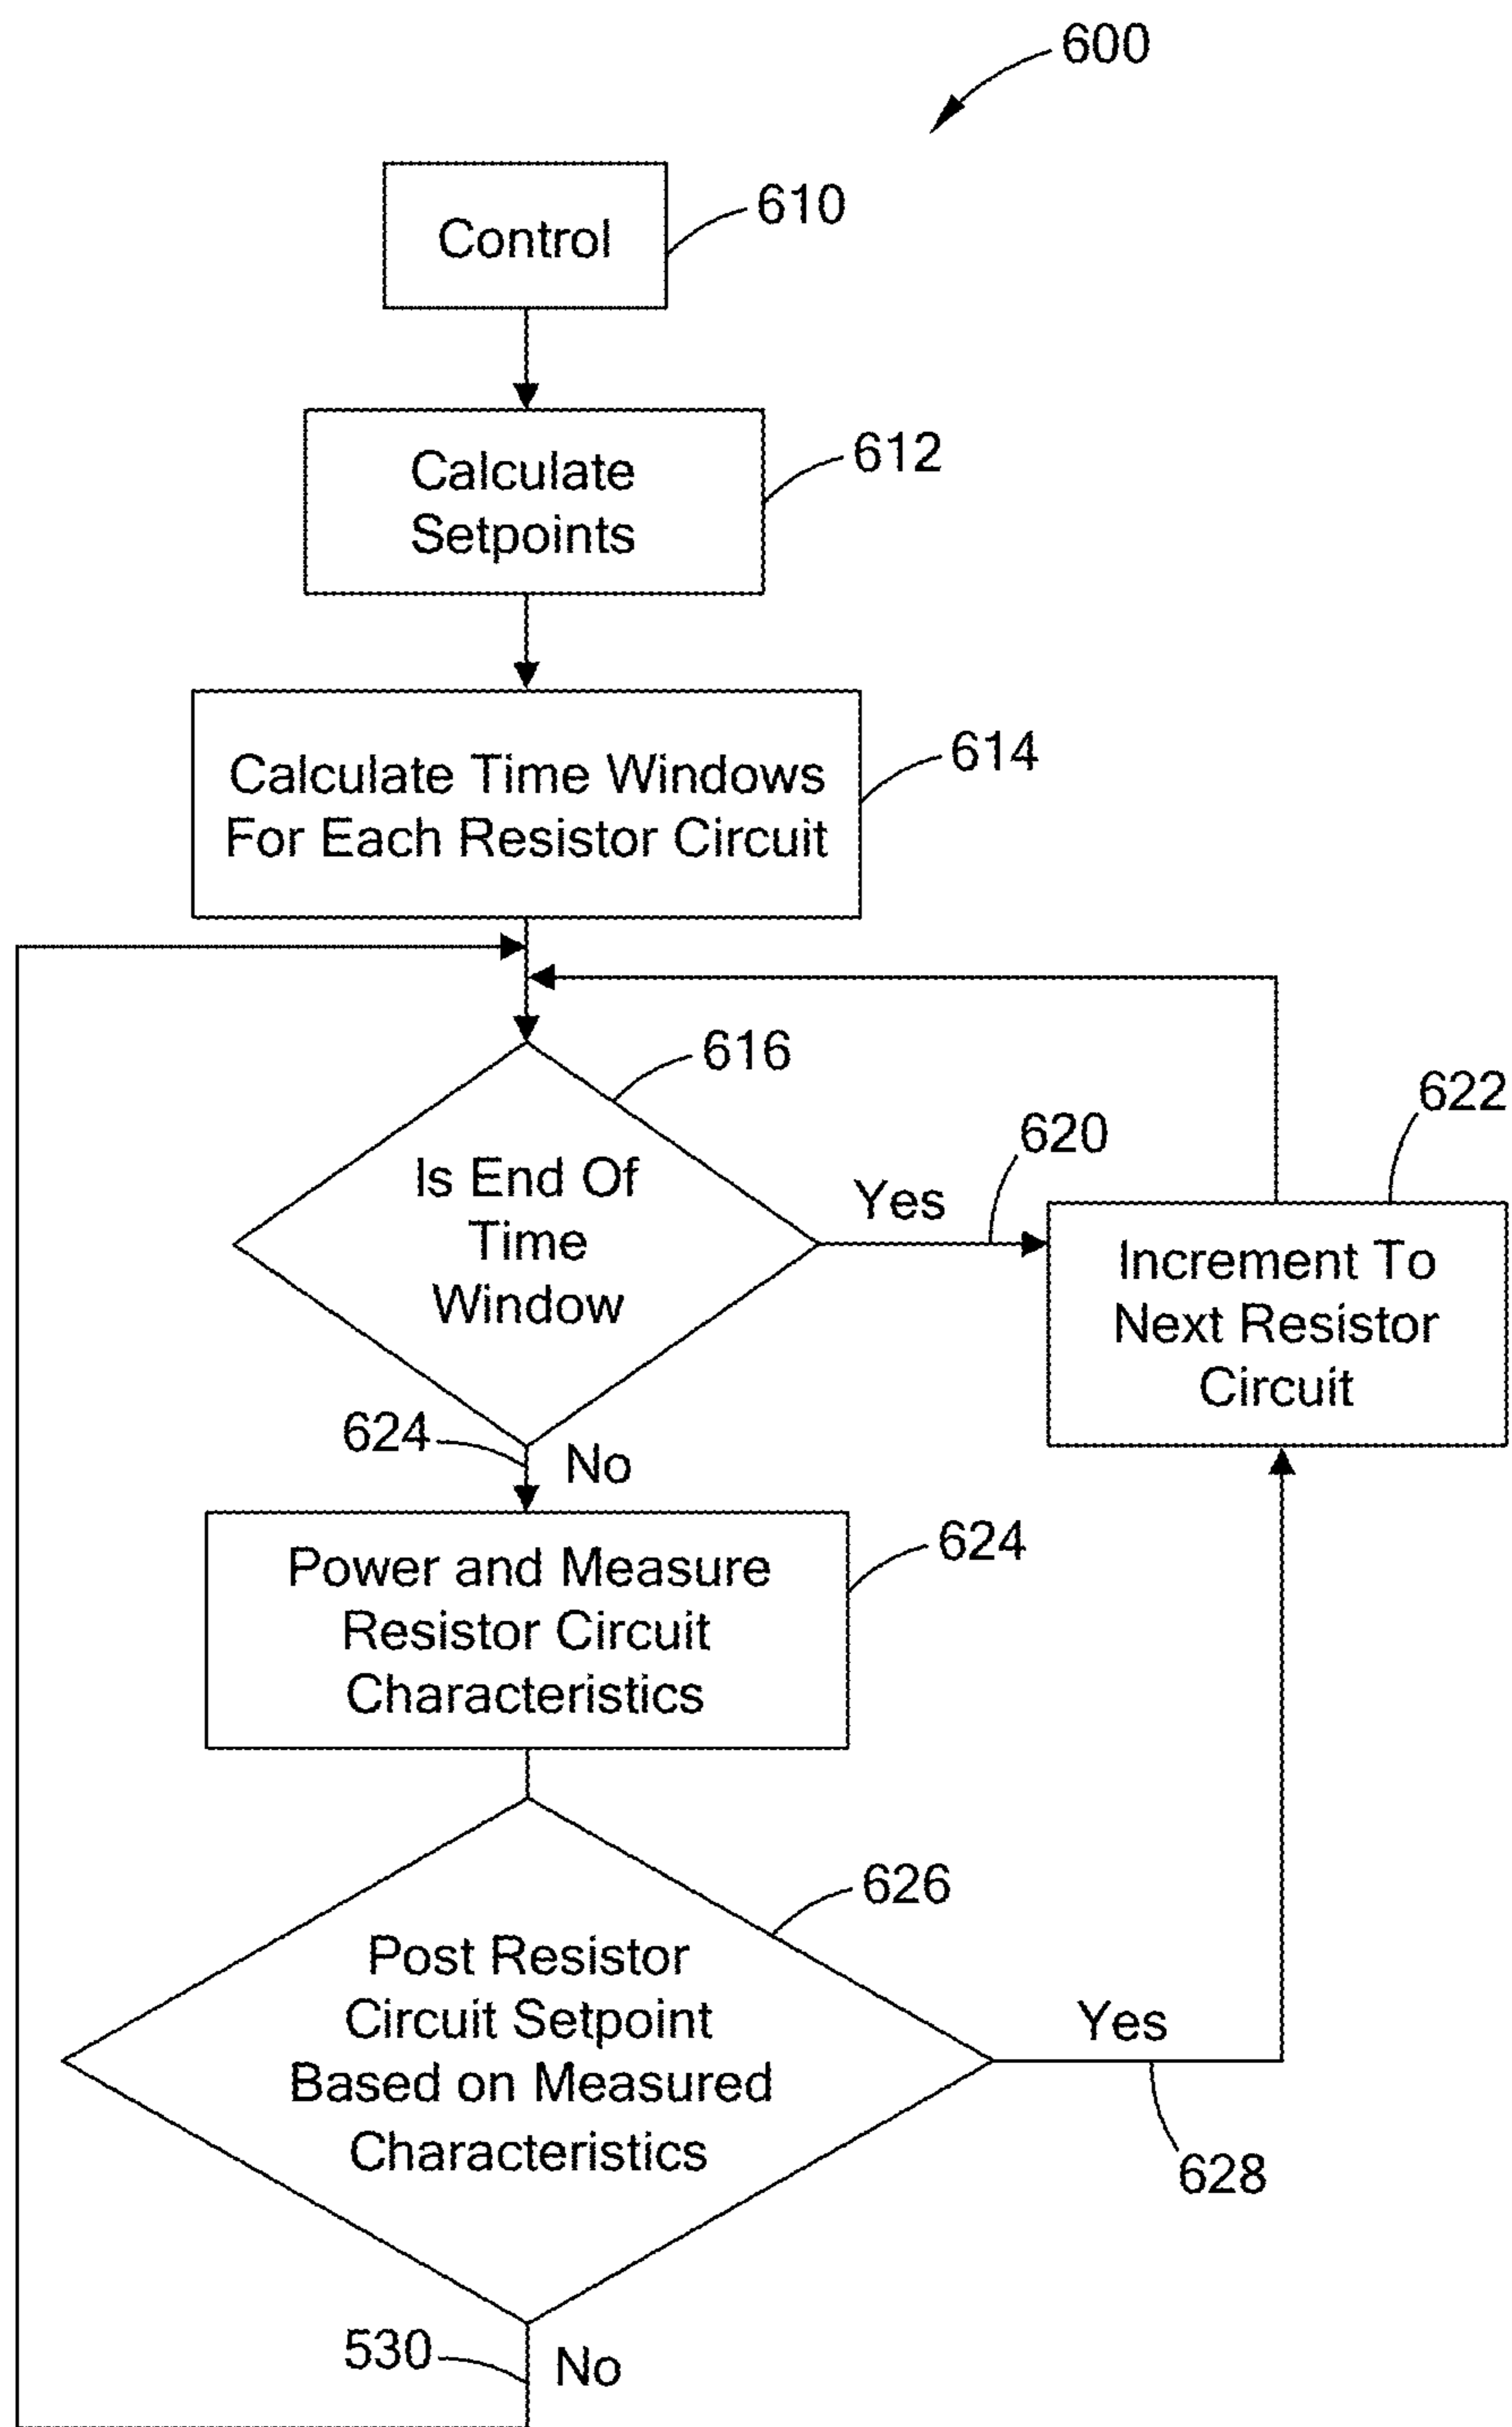 600
Control
610
Calculate
Setpoints
612
Calculate Time Windows
For Each Resistor Circuit
614
616
Is End Of
Time
Window
Yes
620
622
Increment To
Next Resistor
Circuit
624
No
Power and Measure
Resistor Circuit
Characteristics
624
626
Post Resistor
Circuit Setpoint
Based on Measured
Characteristics
Yes
628
530
No